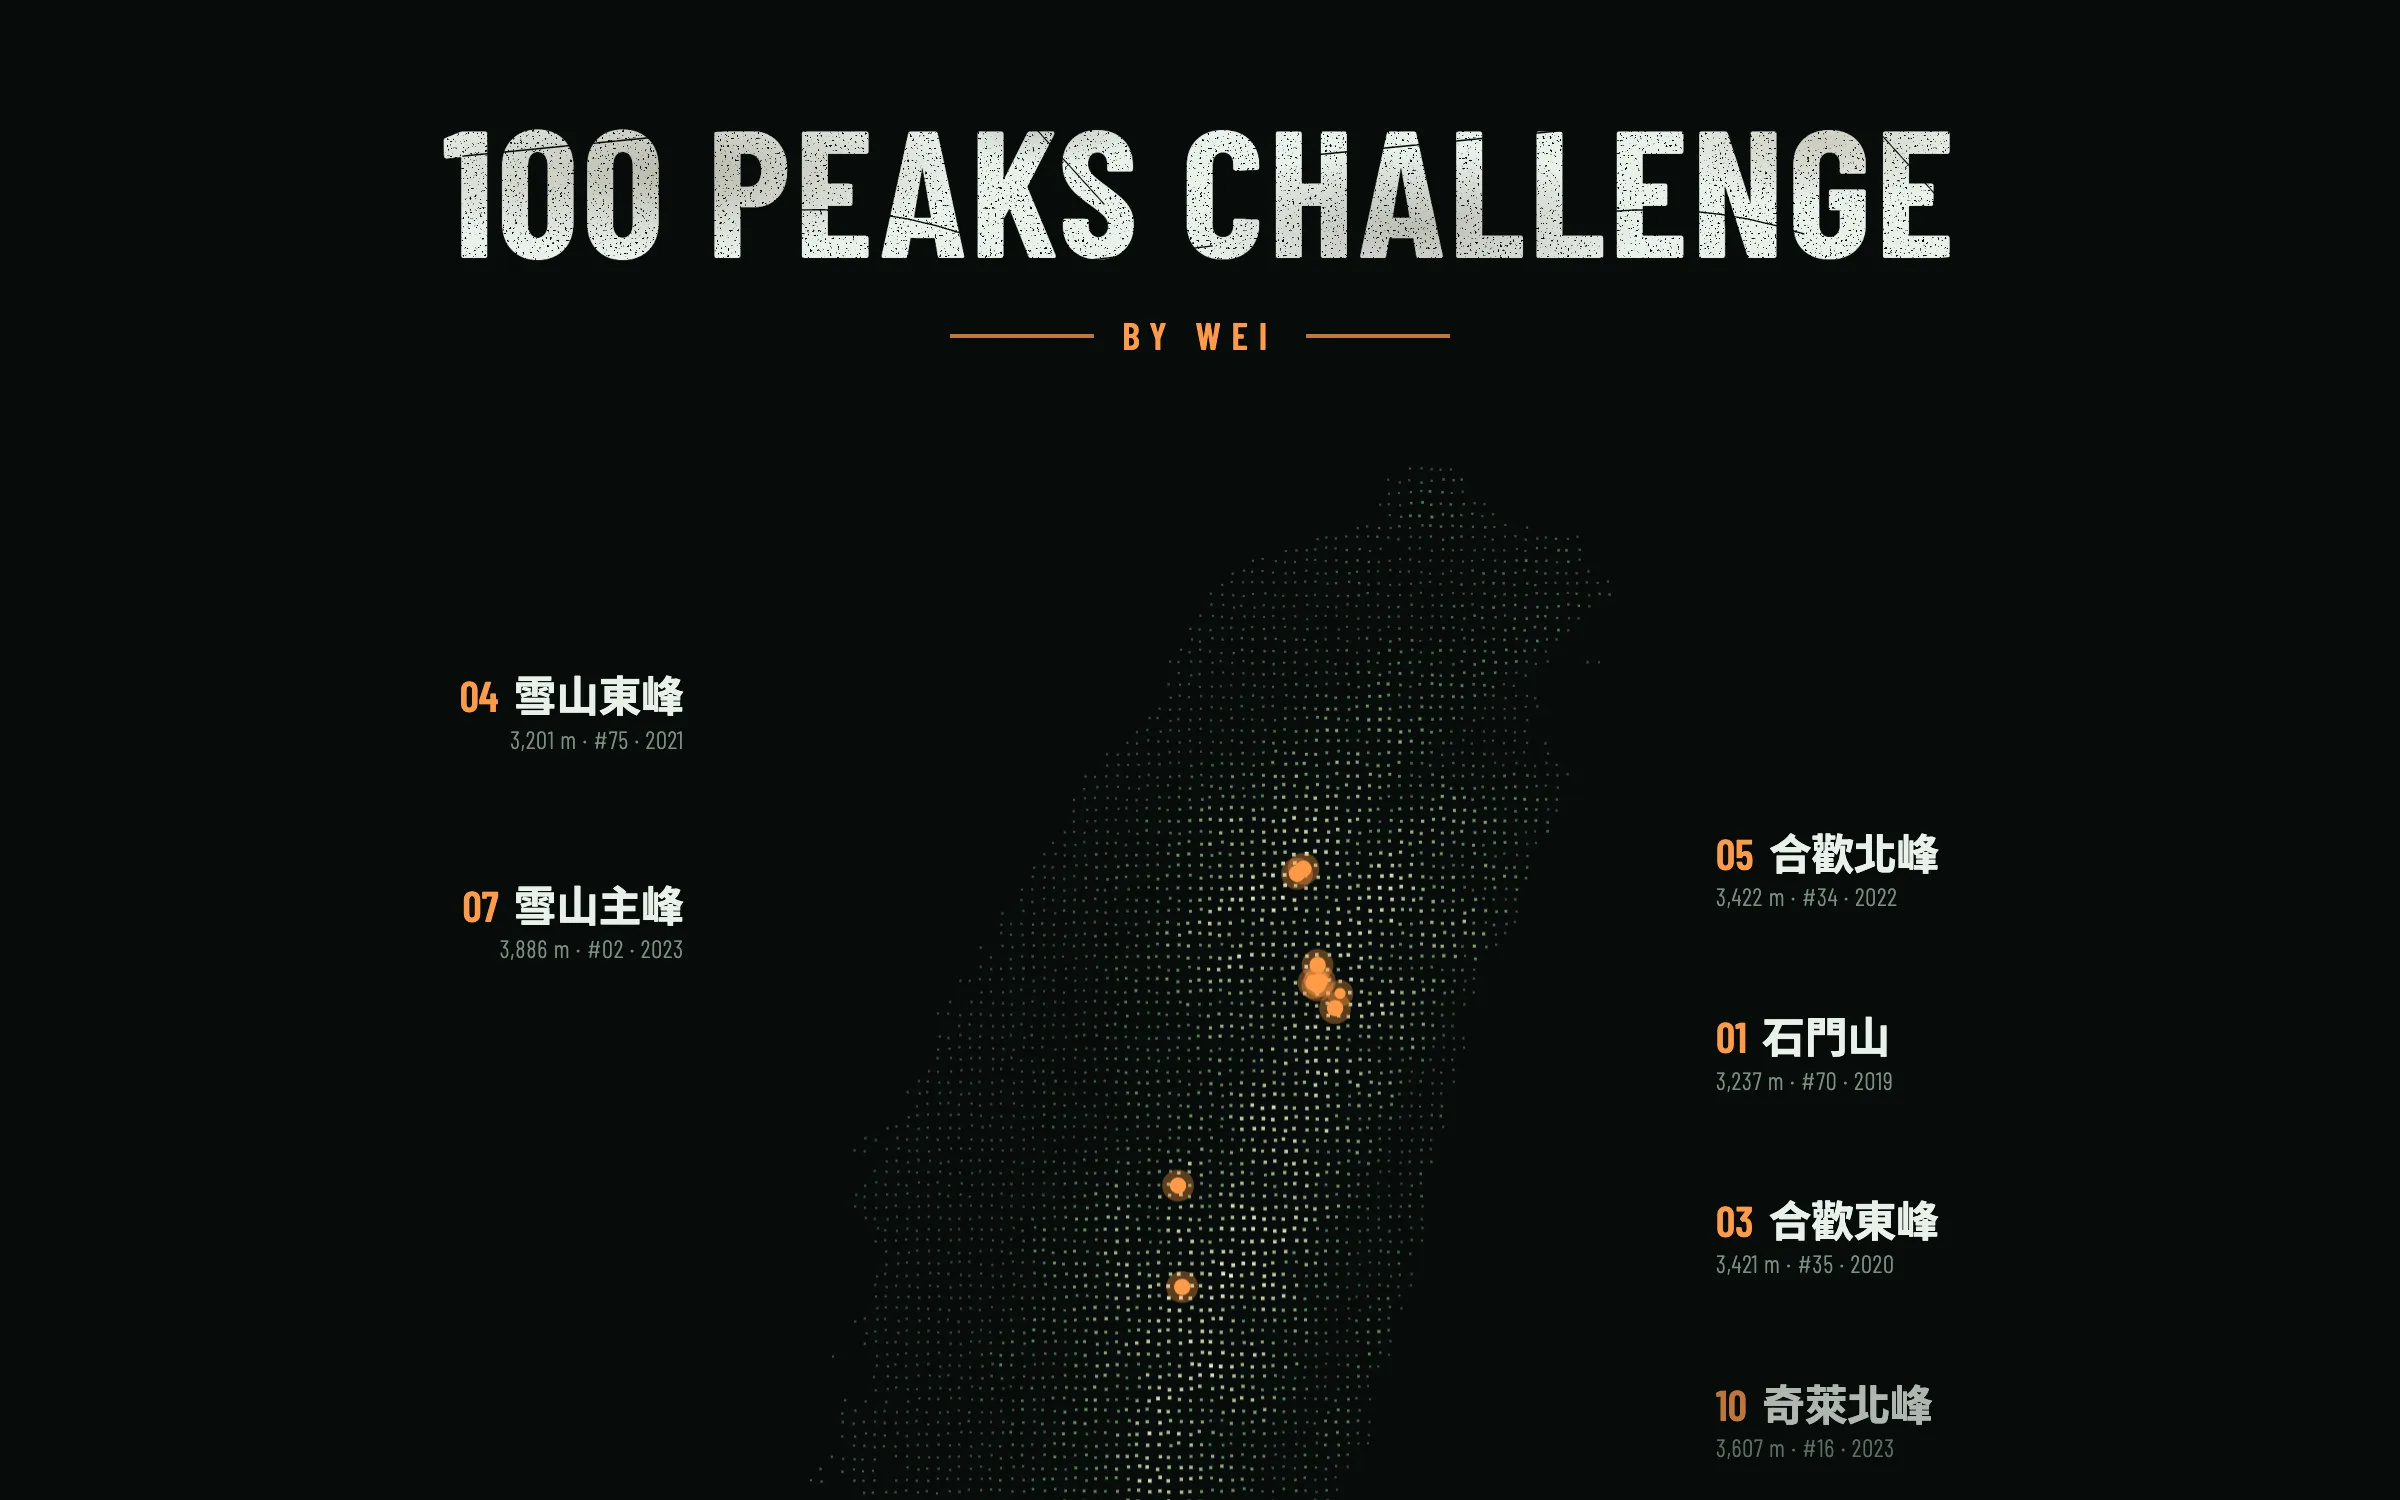 100 PEAKS CHALLENGE
BY WEI
04 雪山東峰
3,201 m · #75 · 2021
07 雪山主峰
3,886 m · #02 · 2023
05 合歡北峰
3,422 m · #34 · 2022
01 石門山
3,237 m · #70 · 2019
03 合歡東峰
3,421 m · #35 · 2020
10 奇萊北峰
3,607 m · #16 · 2023